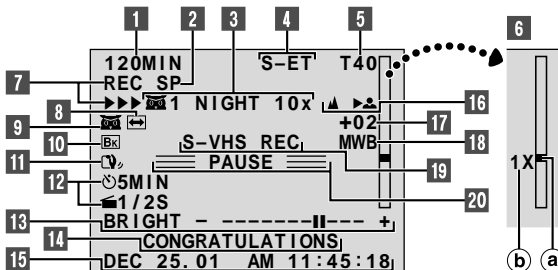 1 2 3 4 5 6
120MIN S-ET T40
7 REC SP
1 NIGHT 10x
8 16
9 +02 17
10 BK S-VHS REC MWB 18
11 PAUSE 19
12 5MIN 20
1/2S
1X
13 BRIGHT - --------▮▮--- +
14 CONGRATULATIONS
15 DEC 25.01 AM 11:45:18
b a